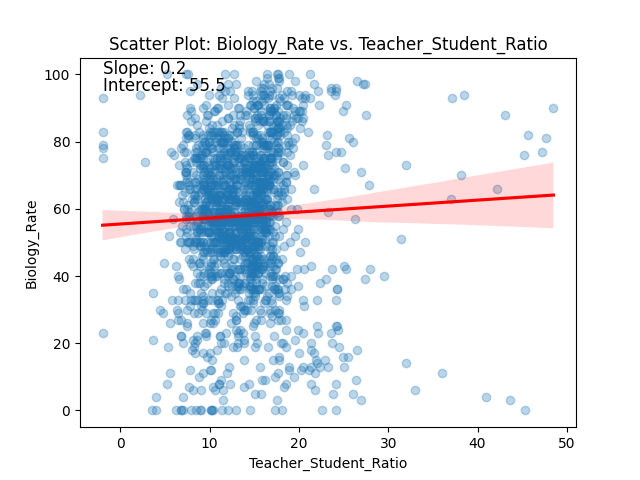 Scatter Plot: Biology_Rate vs. Teacher_Student_Ratio
Slope: 0.2
Intercept: 55.5
100
80
60
40
20
0
Biology_Rate
0 10 20 30 40 50
Teacher_Student_Ratio